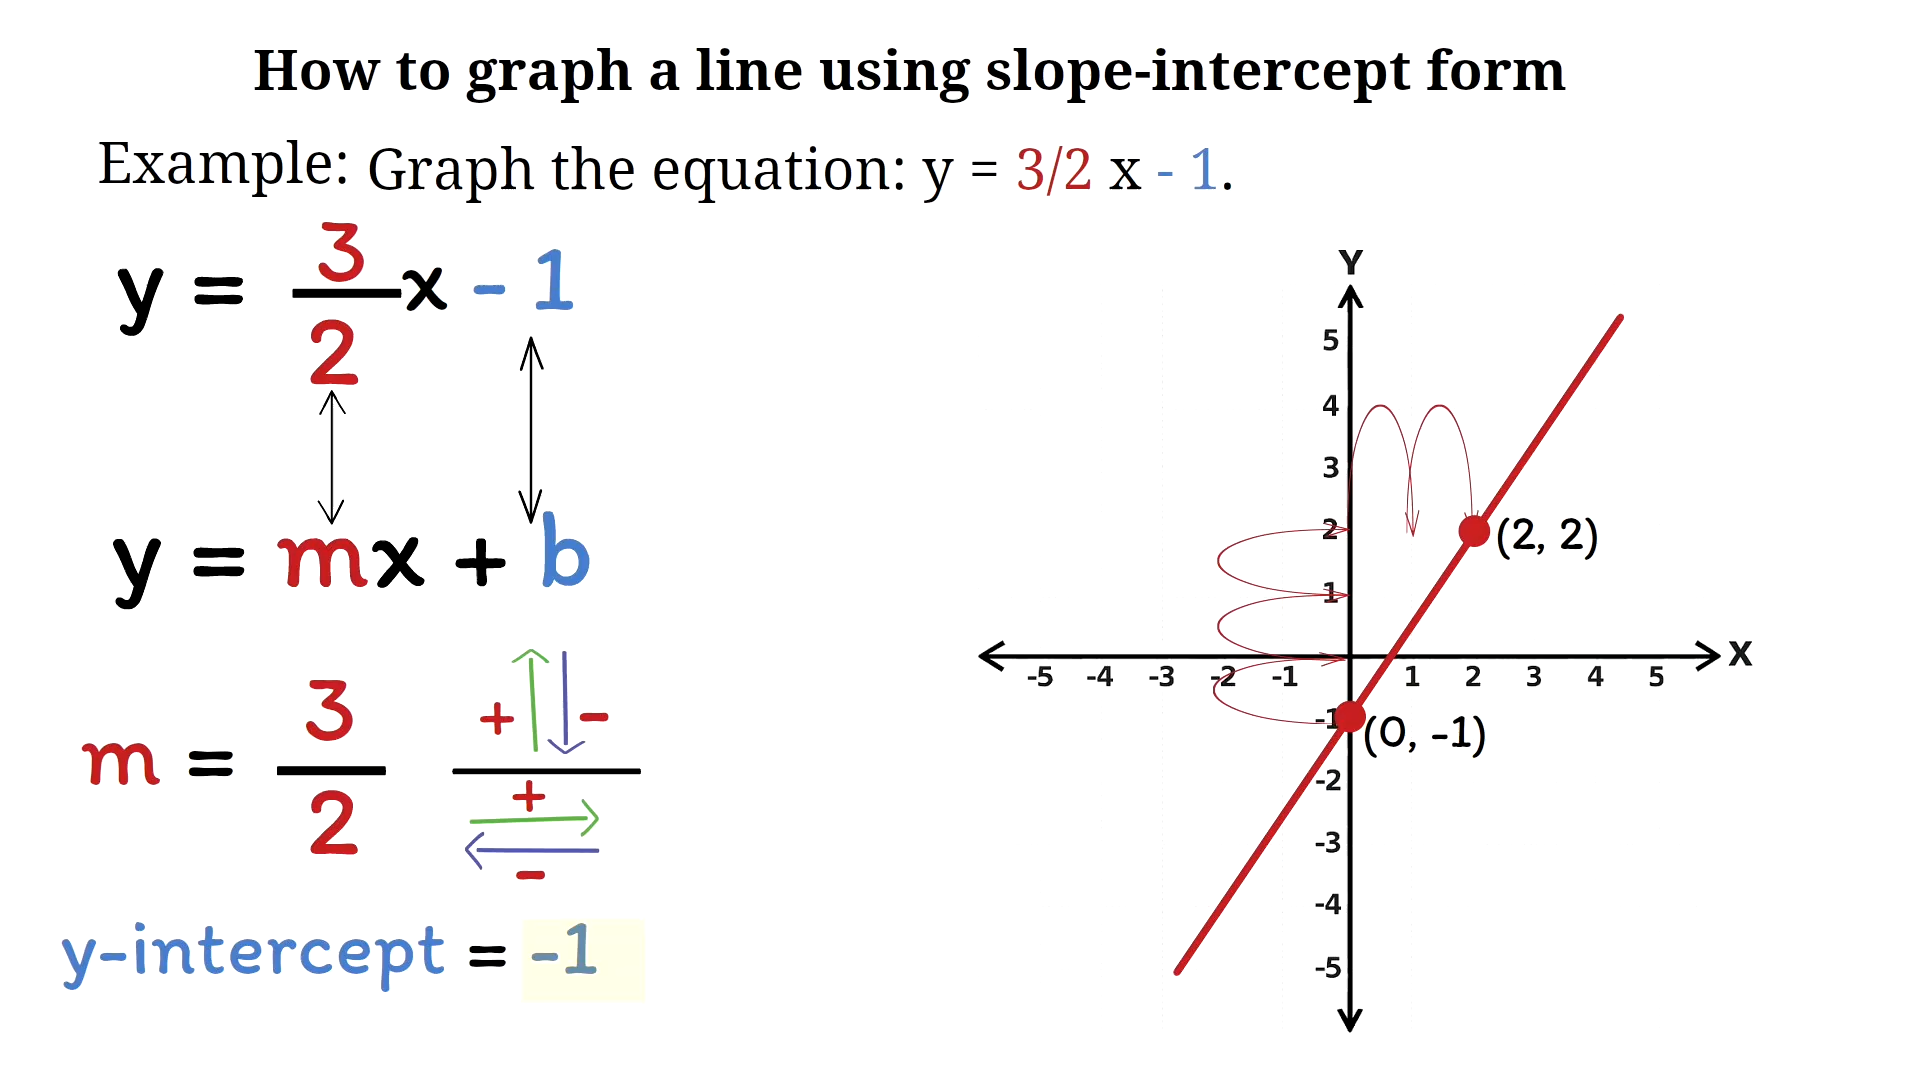 How to graph a line using slope-intercept form
Example: Graph the equation: y = 3/2 x - 1.
y = 3/2 x - 1
y = mx + b
m = 3/2
+ -
+
-
y-intercept = -1
Y
5
4
3
2
1
X
-5 -4 -3 -2 -1 1 2 3 4 5
-1
-2
-3
-4
-5
(2, 2)
(0, -1)